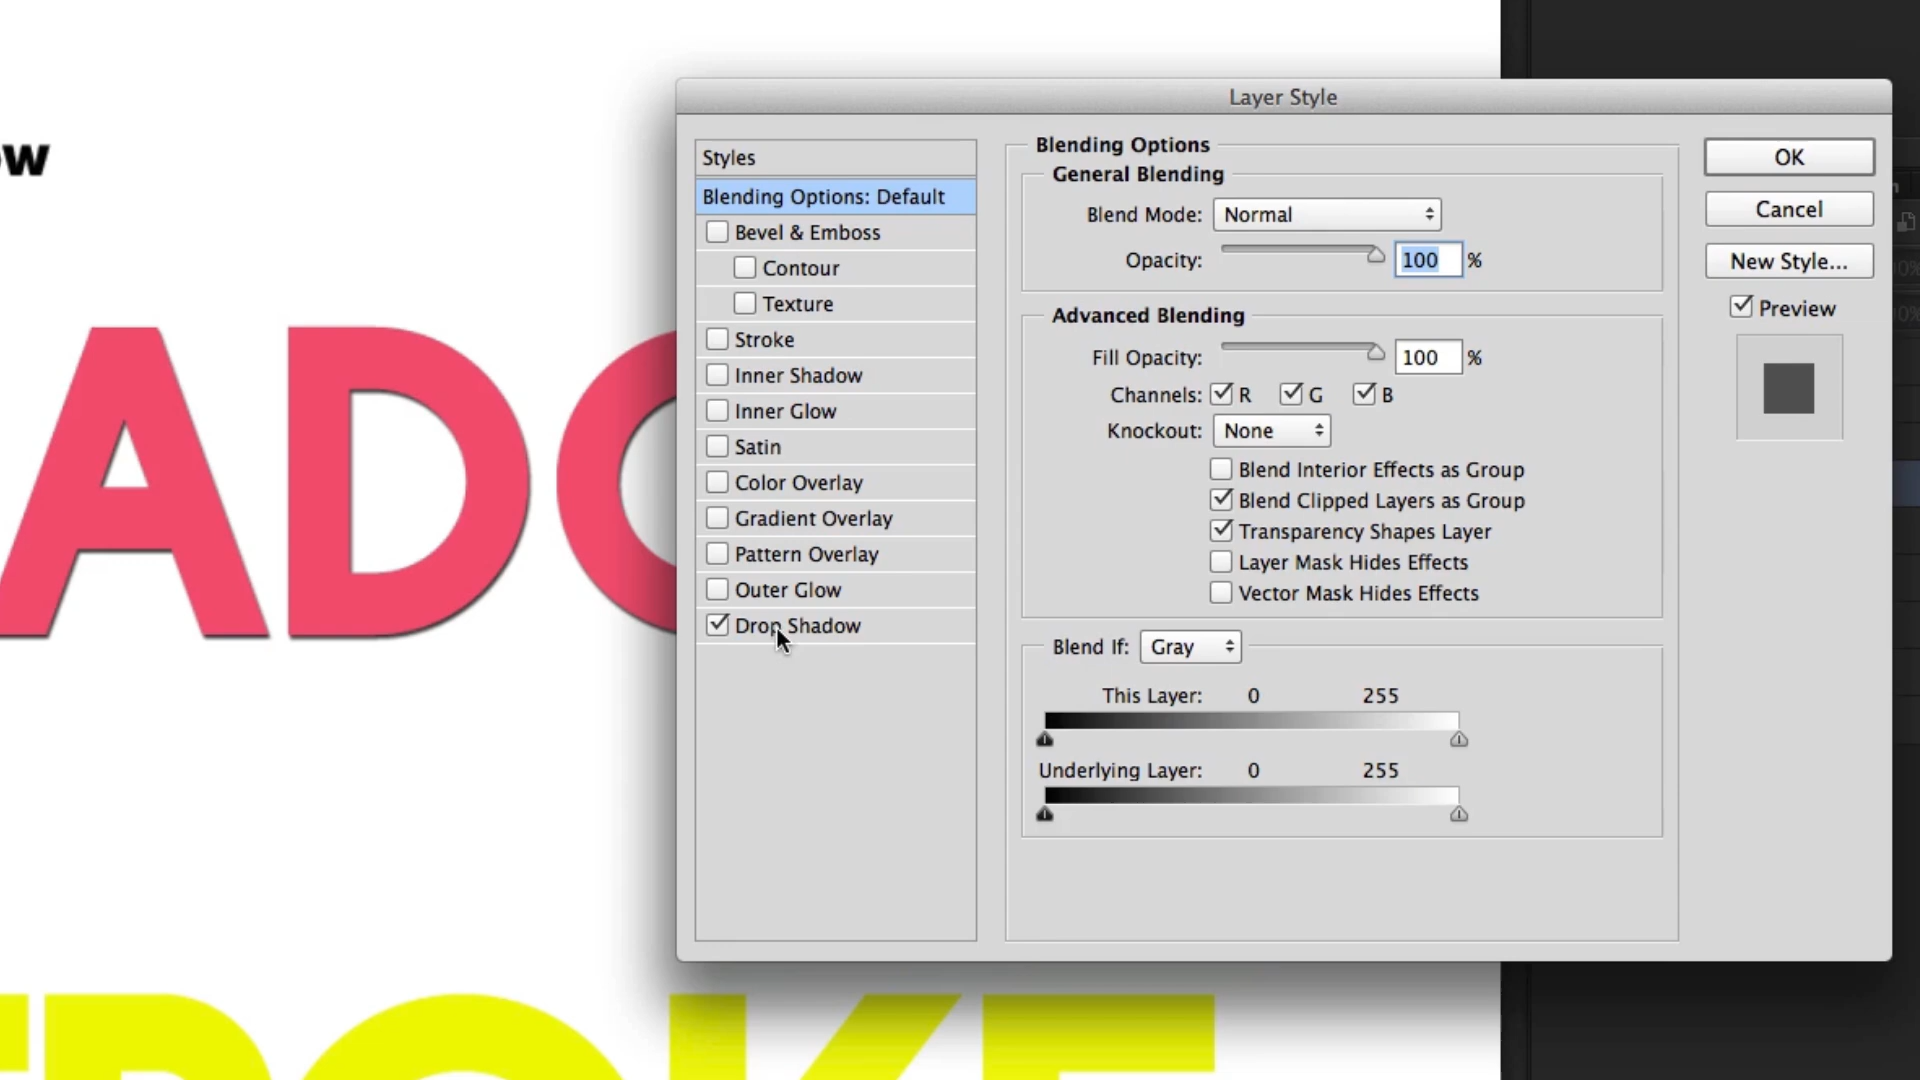 Layer Style
Styles
Blending Options: Default
Bevel & Emboss
Contour
Texture
Stroke
Inner Shadow
Inner Glow
Satin
Color Overlay
Gradient Overlay
Pattern Overlay
Outer Glow
Drop Shadow
Blending Options
General Blending
Blend Mode: Normal
Opacity: 100 %
Advanced Blending
Fill Opacity: 100 %
Channels: R G B
Knockout: None
Blend Interior Effects as Group
Blend Clipped Layers as Group
Transparency Shapes Layer
Layer Mask Hides Effects
Vector Mask Hides Effects
Blend If: Gray
This Layer: 0 255
Underlying Layer: 0 255
OK
Cancel
New Style...
Preview
ow
ADO
ROKE